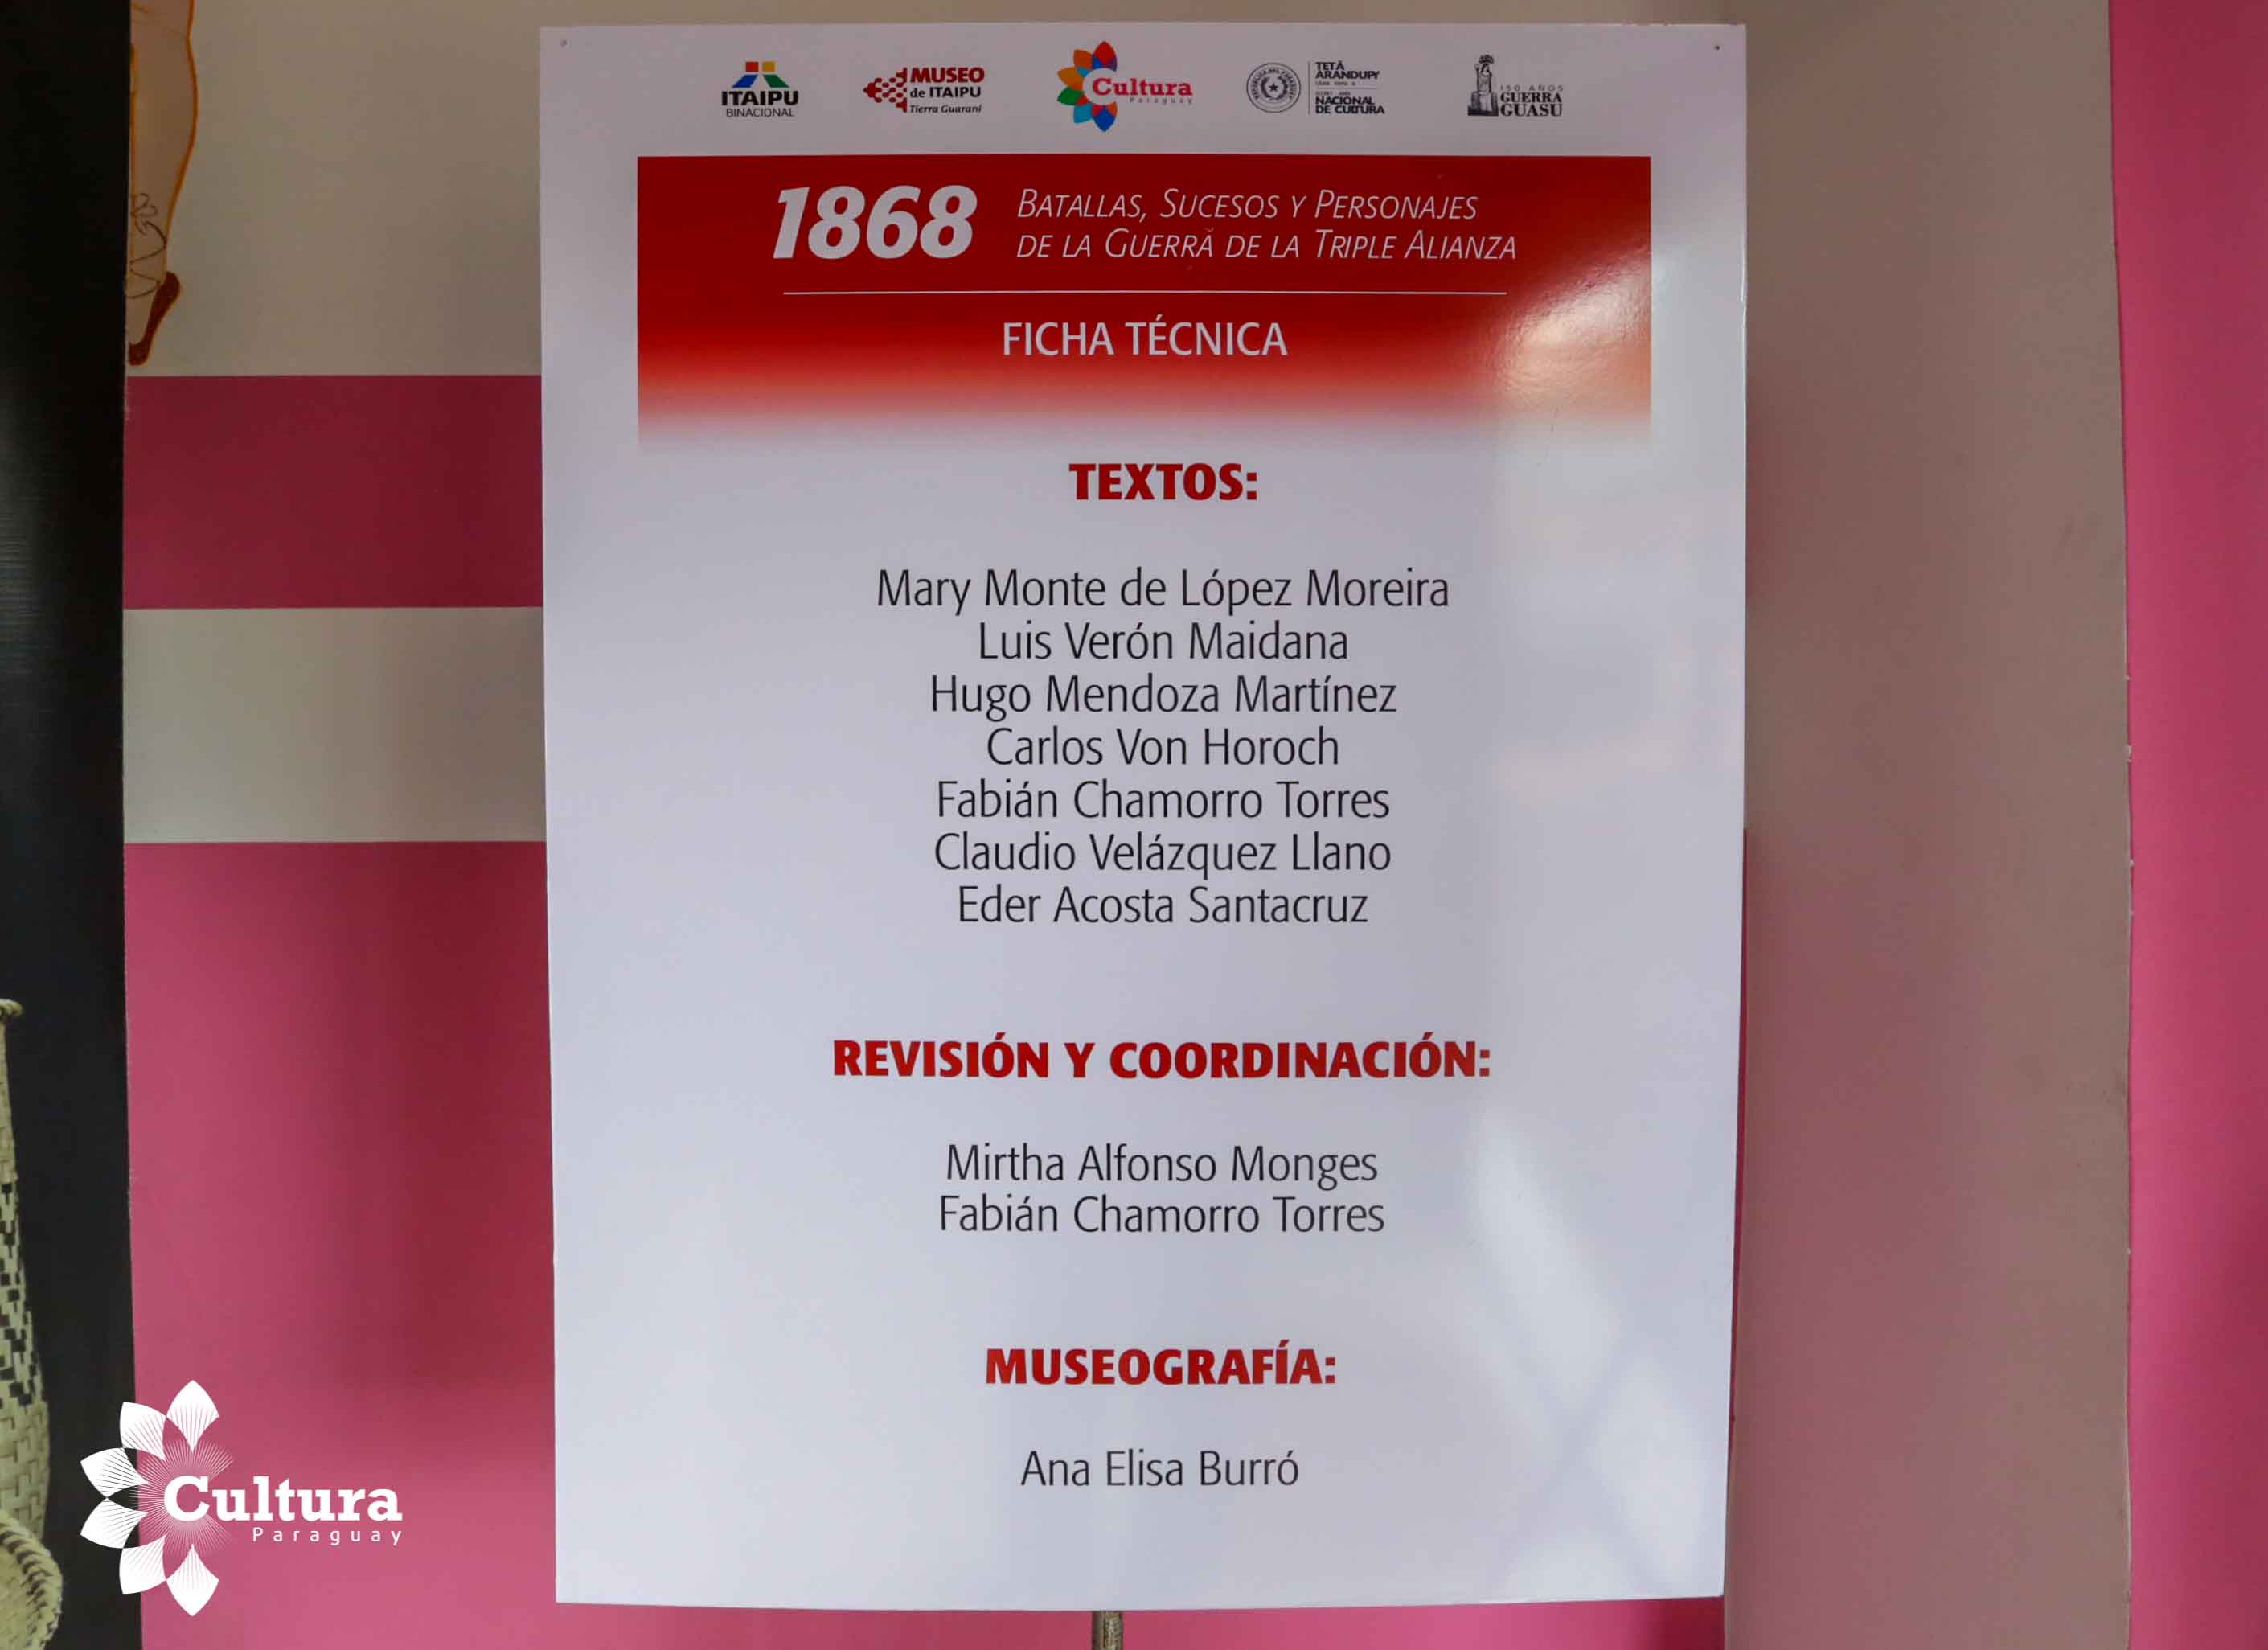 ITAIPU
BINACIONAL
MUSEO
de ITAIPU
Tierra Guaraní
Cultura
Paraguay
TETÃ
ARANDUPY
NACIONAL
DE CULTURA
150 AÑOS
GUERRA
GUASU
1868
BATALLAS, SUCESOS Y PERSONAJES
DE LA GUERRA DE LA TRIPLE ALIANZA
FICHA TÉCNICA
TEXTOS:
Mary Monte de López Moreira
Luis Verón Maidana
Hugo Mendoza Martínez
Carlos Von Horoch
Fabián Chamorro Torres
Claudio Velázquez Llano
Eder Acosta Santacruz
REVISIÓN Y COORDINACIÓN:
Mirtha Alfonso Monges
Fabián Chamorro Torres
MUSEOGRAFÍA:
Ana Elisa Burró
Cultura
Paraguay